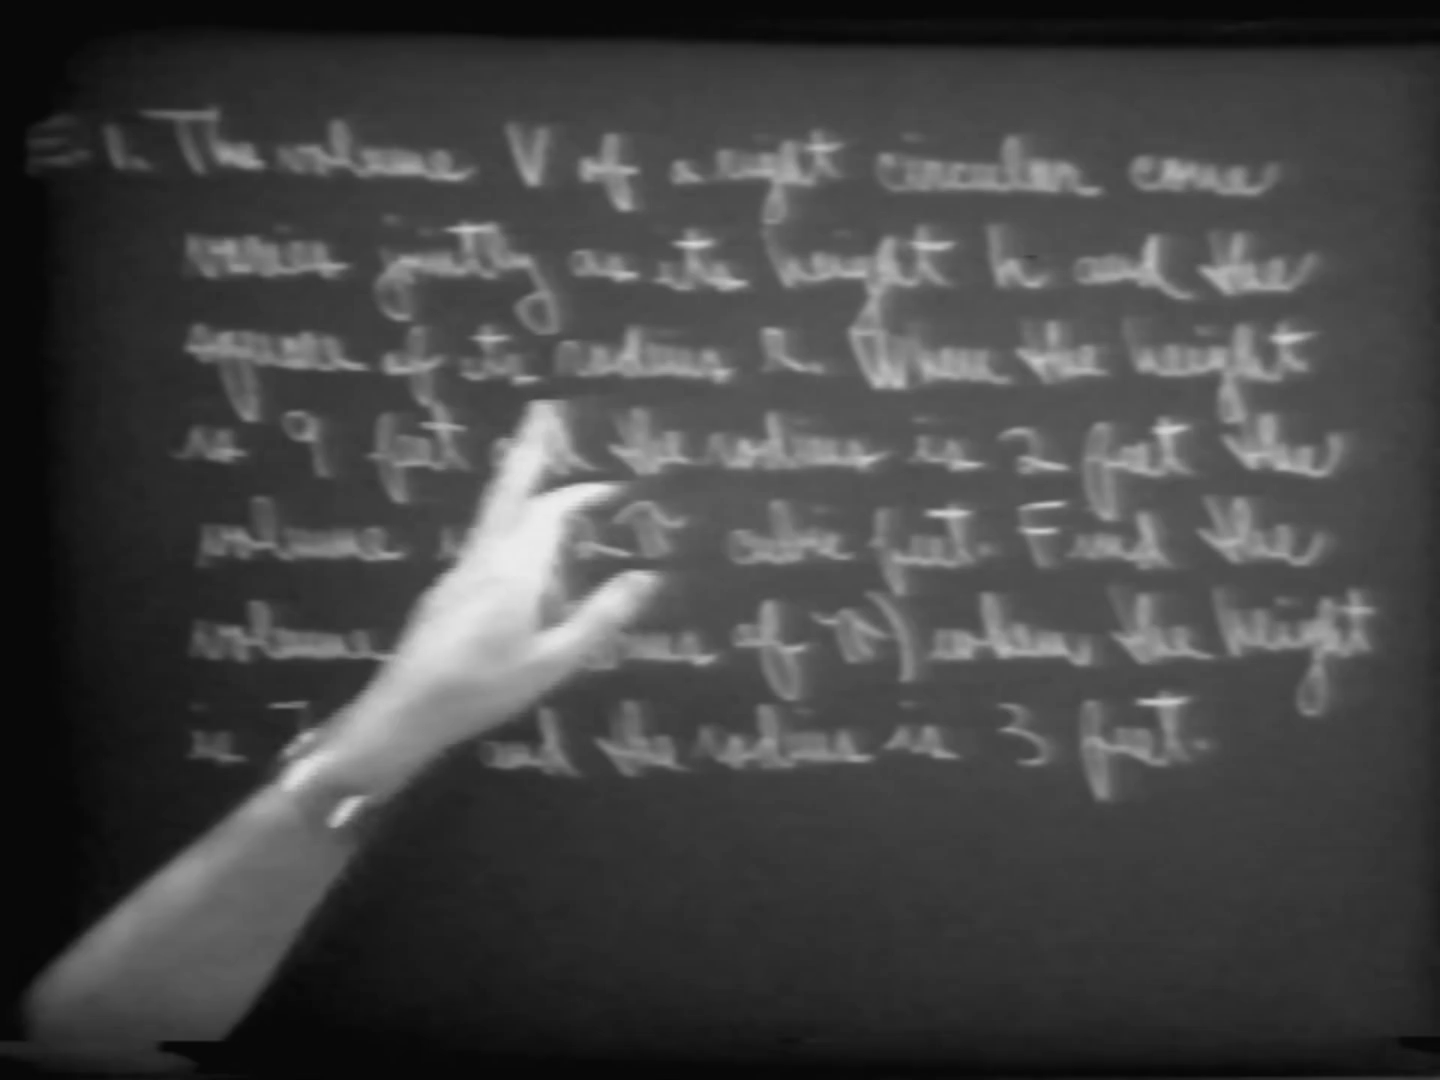 1. The volume V of a right circular cone
varies jointly as its height h and the
square of its radius r. When the height
is 9 feet the radius is 2 feet the
volume π cubic feet. Find the
volume of π) when the height
is and the radius is 3 feet.